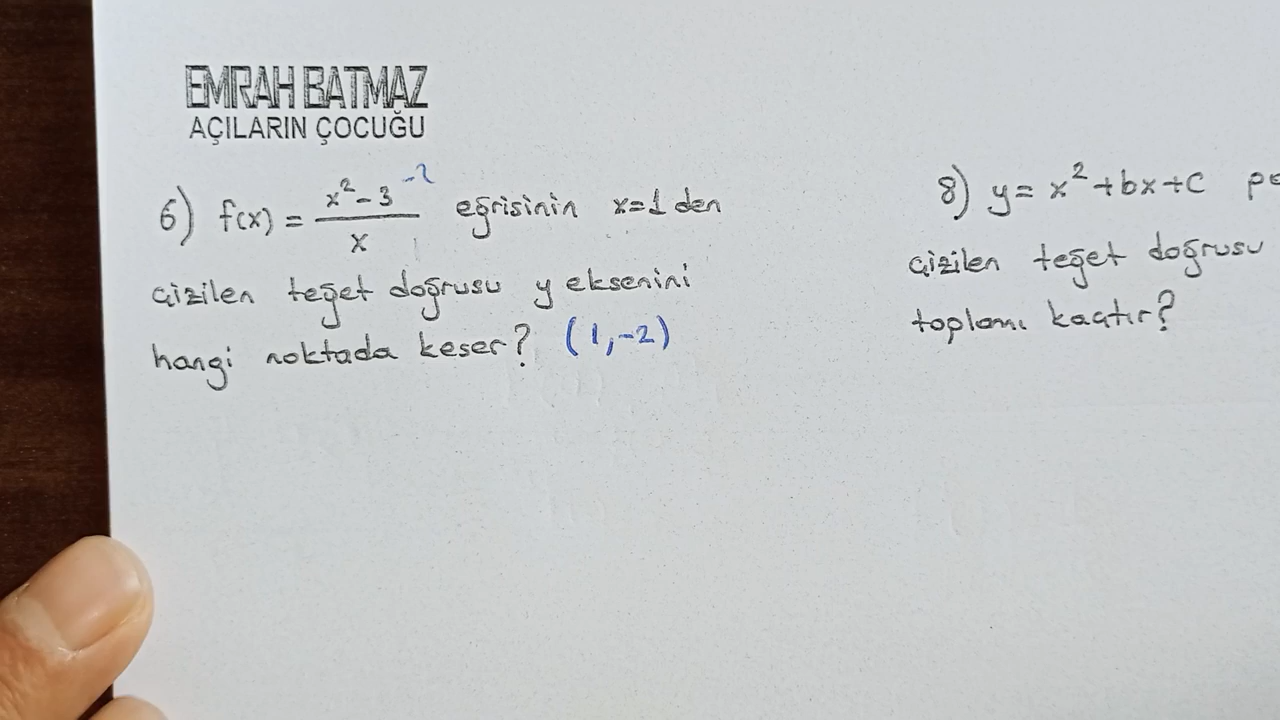 EMRAH BATMAZ
AÇILARIN ÇOCUĞU
6) f(x) = x²-3 / x -2 eğrisinin x=1 den
çizilen teğet doğrusu y eksenini
hangi noktada keser? (1,-2)
8) y= x²+bx+c
çizilen teğet doğrusu
toplamı kaçtır?